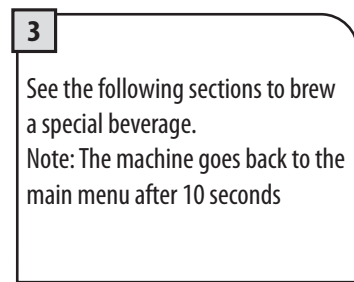 3
See the following sections to brew
a special beverage.
Note: The machine goes back to the
main menu after 10 seconds